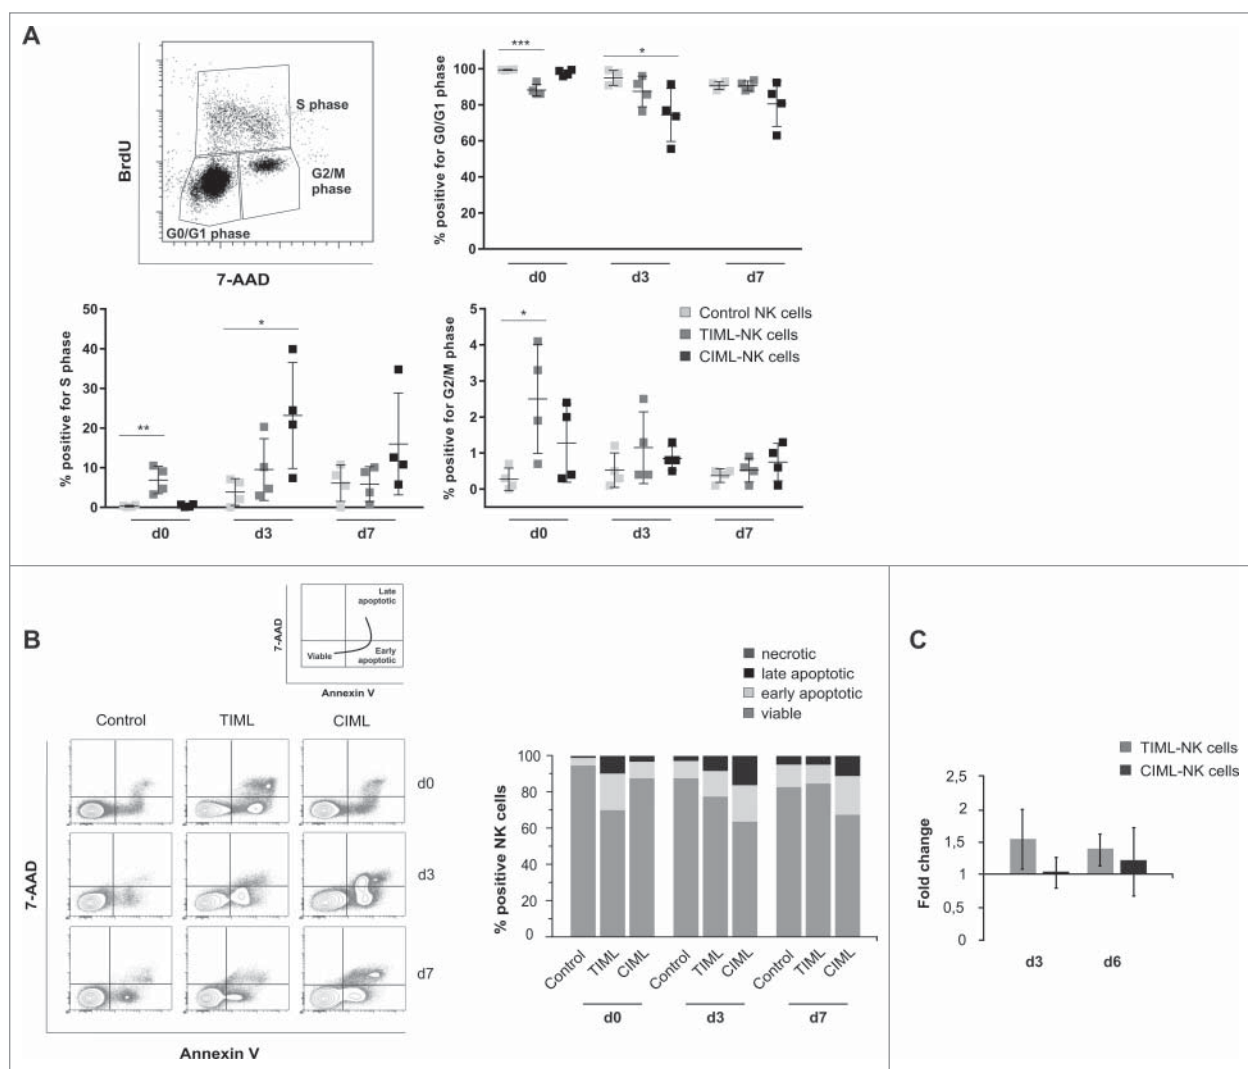 A
BrdU
S phase
G2/M
phase
G0/G1 phase
7-AAD
% positive for G0/G1 phase
100
80
60
40
20
0
***
*
d0
d3
d7
% positive for S phase
50
40
30
20
10
0
**
*
d0
d3
d7
% positive for G2/M phase
5
4
3
2
1
0
*
Control NK cells
TIML-NK cells
CIML-NK cells
d0
d3
d7
B
7-AAD
Late
apoptotic
Viable
Early
apoptotic
Annexin V
Control
TIML
CIML
d0
d3
d7
7-AAD
Annexin V
necrotic
late apoptotic
early apoptotic
viable
% positive NK cells
100
80
60
40
20
0
Control
TIML
CIML
Control
TIML
CIML
Control
TIML
CIML
d0
d3
d7
C
TIML-NK cells
CIML-NK cells
Fold change
2,5
2
1,5
1
0,5
0
d3
d6